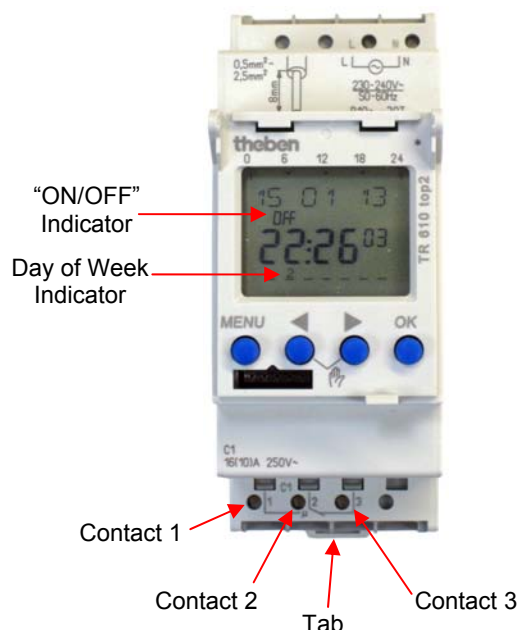 L N
0,5mm²-
2,5mm²
8mm
L N
230-240V~
50-60Hz
theben
0 6 12 18 24
15 01 13
OFF
22:26 03
2
TR 610 top2
“ON/OFF”
Indicator
Day of Week
Indicator
MENU OK
C1
16(10)A 250V~
C1
1 2 3
Contact 1
Contact 2
Contact 3
Tab